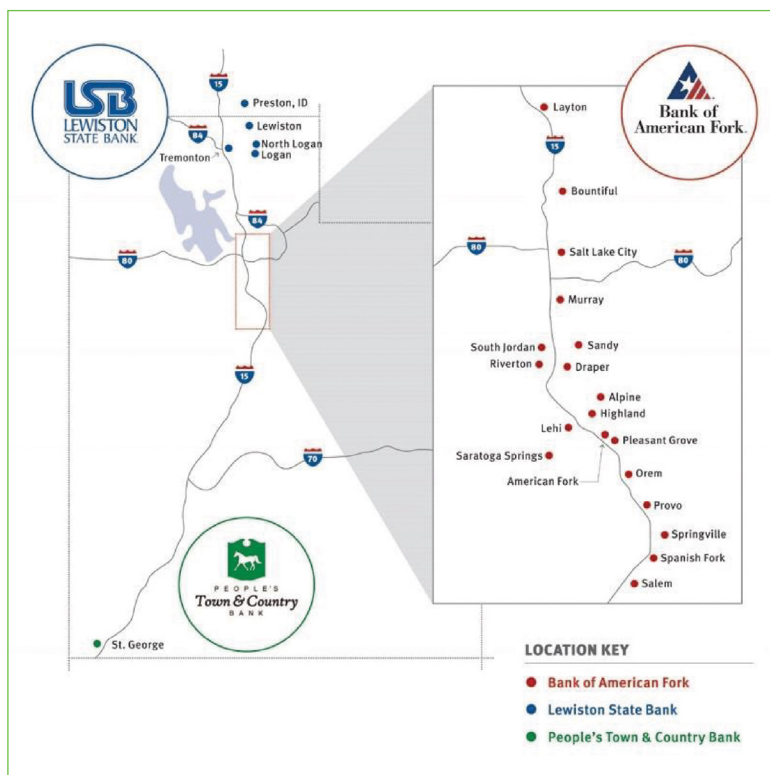 LSB
LEWISTON
STATE BANK
15
Preston, ID
Lewiston
84
North Logan
Logan
Tremonton
84
80
15
70
PEOPLE'S
Town & Country
BANK
St. George
Bank of
American Fork
Layton
15
Bountiful
80
Salt Lake City
80
Murray
South Jordan
Sandy
Riverton
Draper
Alpine
Highland
Lehi
Pleasant Grove
Saratoga Springs
American Fork
Orem
Provo
Springville
Spanish Fork
Salem
LOCATION KEY
Bank of American Fork
Lewiston State Bank
People's Town & Country Bank